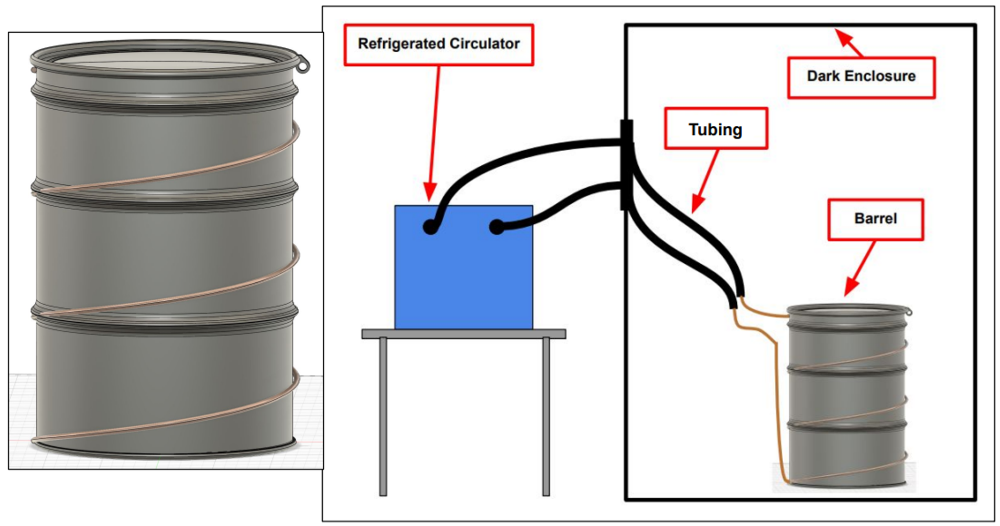 Refrigerated Circulator
Dark Enclosure
Tubing
Barrel